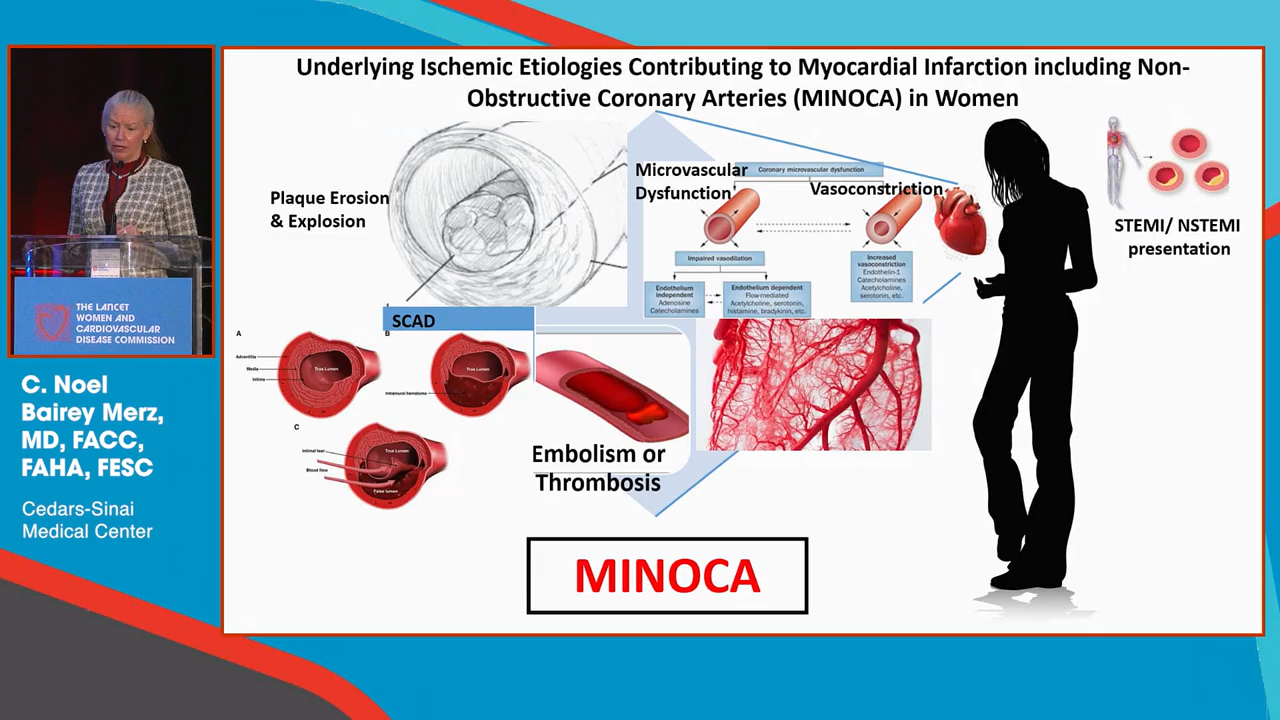 Underlying Ischemic Etiologies Contributing to Myocardial Infarction including Non-
Obstructive Coronary Arteries (MINOCA) in Women
Plaque Erosion
& Explosion
Microvascular
Dysfunction
Coronary microvascular dysfunction
Vasoconstriction
Impaired vasodilation
Increased
vasoconstriction
Endothelin-1
Catecholamines
Acetylcholine,
serotonin, etc.
Endothelium
independent
Adenosine
Catecholamines
Endothelium dependent
Flow-mediated
Acetylcholine, serotonin,
histamine, bradykinin, etc.
STEMI/ NSTEMI
presentation
SCAD
A
Adventitia
Media
Intima
True Lumen
B
True Lumen
Intramural hematoma
C
Intimal tear
Blood flow
True Lumen
False lumen
Embolism or
Thrombosis
MINOCA
THE LANCET
WOMEN AND
CARDIOVASCULAR
DISEASE COMMISSION
C. Noel
Bairey Merz,
MD, FACC,
FAHA, FESC
Cedars-Sinai
Medical Center